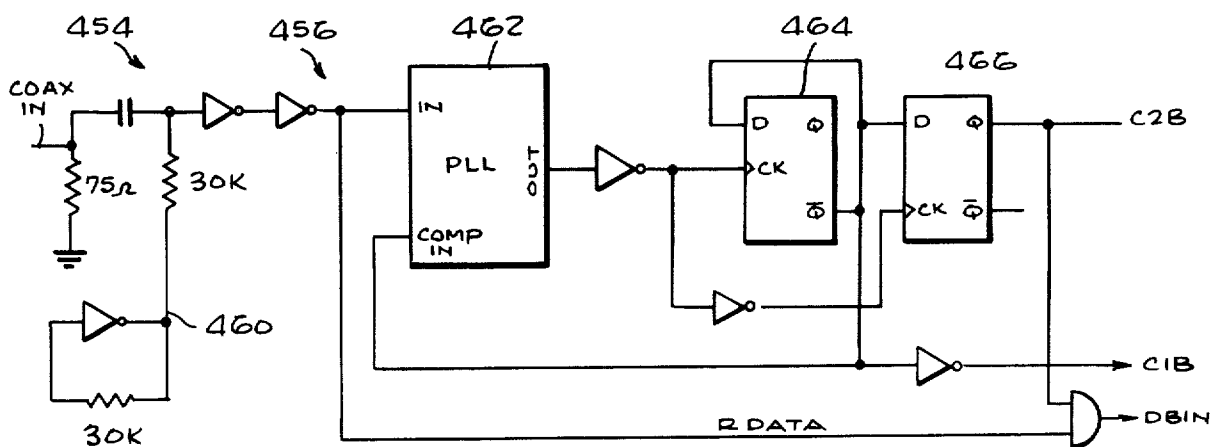 454
456
462
464
466
COAX
IN
IN
PLL
OUT
COMP
IN
D
Q
CK
Q̅
D
Q
CK
Q̅
C2B
75Ω
30K
460
30K
C1B
R DATA
DBIN